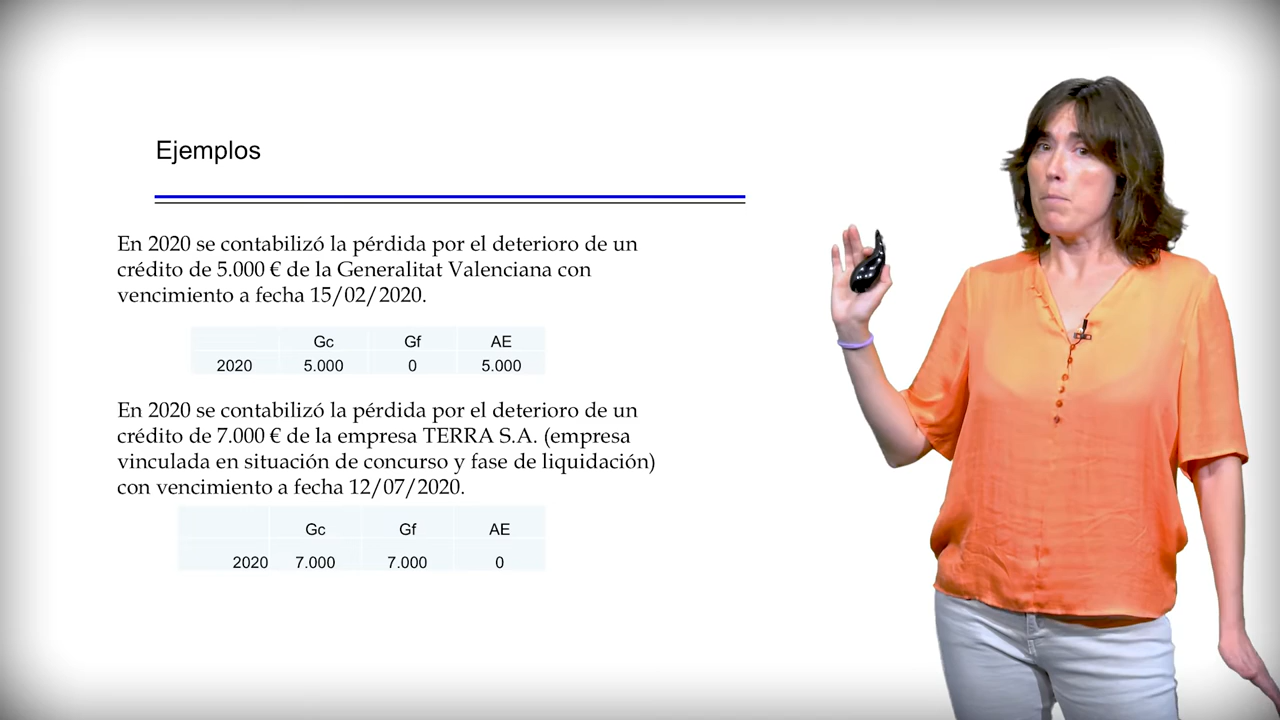 Ejemplos
En 2020 se contabilizó la pérdida por el deterioro de un
crédito de 5.000 € de la Generalitat Valenciana con
vencimiento a fecha 15/02/2020.
Gc Gf AE
2020 5.000 0 5.000
En 2020 se contabilizó la pérdida por el deterioro de un
crédito de 7.000 € de la empresa TERRA S.A. (empresa
vinculada en situación de concurso y fase de liquidación)
con vencimiento a fecha 12/07/2020.
Gc Gf AE
2020 7.000 7.000 0